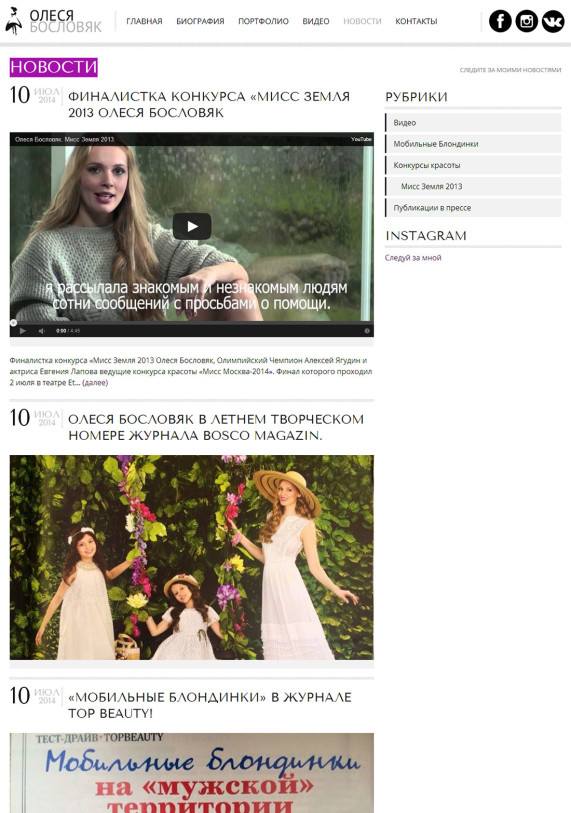 ОЛЕСЯ
БОСЛОВЯК
ГЛАВНАЯ БИОГРАФИЯ ПОРТФОЛИО ВИДЕО НОВОСТИ КОНТАКТЫ
НОВОСТИ
СЛЕДИТЕ ЗА МОИМИ НОВОСТЯМИ
10 ИЮЛ 2014
ФИНАЛИСТКА КОНКУРСА «МИСС ЗЕМЛЯ
2013 ОЛЕСЯ БОСЛОВЯК
Олеся Бословяк. Мисс Земля 2013
YouTube
я рассылала знакомым и незнакомым людям
сотни сообщений с просьбами о помощи.
0:00 / 4:45
Финалистка конкурса «Мисс Земля 2013 Олеся Бословяк, Олимпийский Чемпион Алексей Ягудин и
актриса Евгения Лапова ведущие конкурса красоты «Мисс Москва-2014». Финал которого проходил
2 июля в театре Et... (далее)
10 ИЮЛ 2014
ОЛЕСЯ БОСЛОВЯК В ЛЕТНЕМ ТВОРЧЕСКОМ
НОМЕРЕ ЖУРНАЛА BOSCO MAGAZIN.
10 ИЮЛ 2014
«МОБИЛЬНЫЕ БЛОНДИНКИ» В ЖУРНАЛЕ
TOP BEAUTY!
ТЕСТ-ДРАЙВ • TOPBEAUTY
Мобильные блондинки
на «мужской»
территории
РУБРИКИ
Видео
Мобильные Блондинки
Конкурсы красоты
Мисс Земля 2013
Публикации в прессе
INSTAGRAM
Следуй за мной